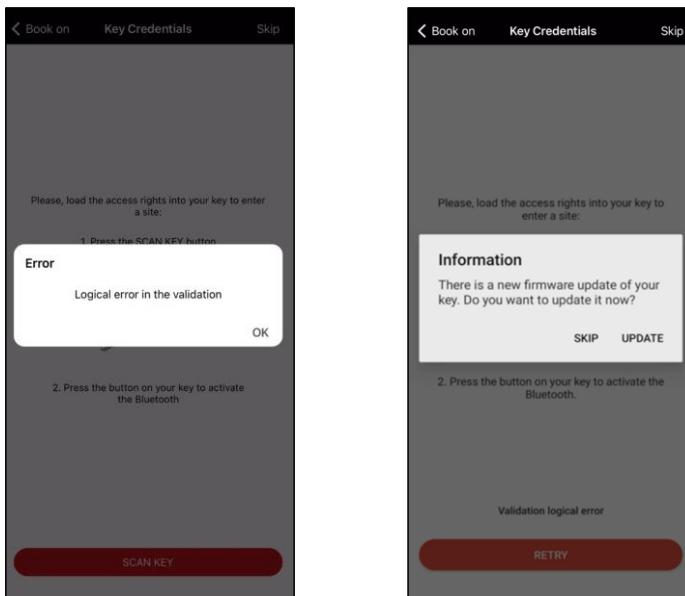 Book on Key Credentials Skip
Please, load the access rights into your key to enter
a site:
1. Press the SCAN KEY button
Error
Logical error in the validation
OK
2. Press the button on your key to activate
the Bluetooth
SCAN KEY
Book on Key Credentials Skip
Please, load the access rights into your key to
enter a site:
Information
There is a new firmware update of your
key. Do you want to update it now?
SKIP UPDATE
2. Press the button on your key to activate the
Bluetooth.
Validation logical error
RETRY